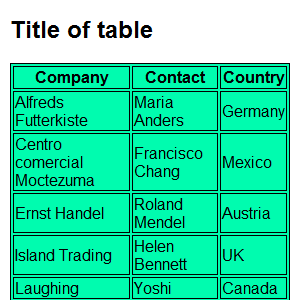 Title of table
Company Contact Country
Alfreds Futterkiste Maria Anders Germany
Centro comercial Moctezuma Francisco Chang Mexico
Ernst Handel Roland Mendel Austria
Island Trading Helen Bennett UK
Laughing Yoshi Canada